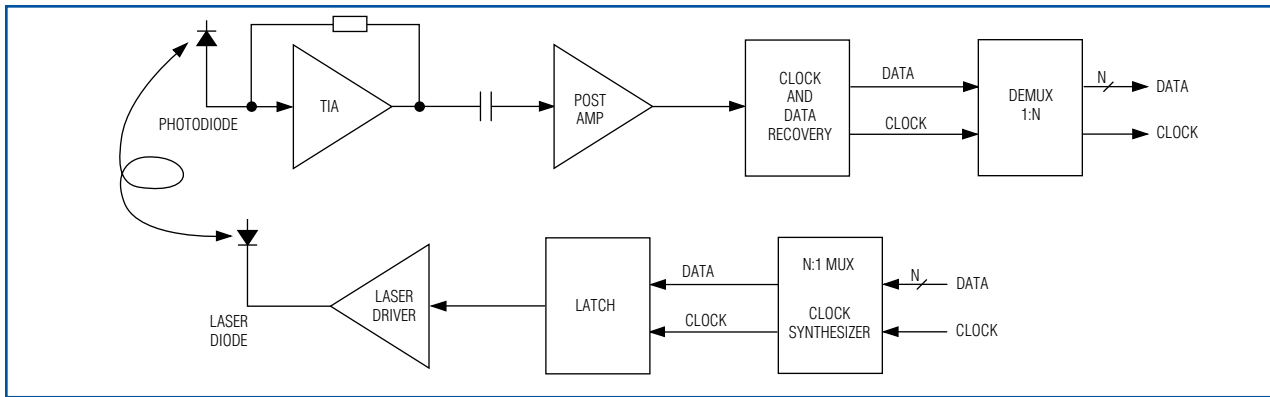 PHOTODIODE
TIA
POST
AMP
CLOCK
AND
DATA
RECOVERY
DATA
CLOCK
DEMUX
1:N
N
DATA
CLOCK
LASER
DIODE
LASER
DRIVER
LATCH
DATA
CLOCK
N:1 MUX
CLOCK
SYNTHESIZER
N
DATA
CLOCK